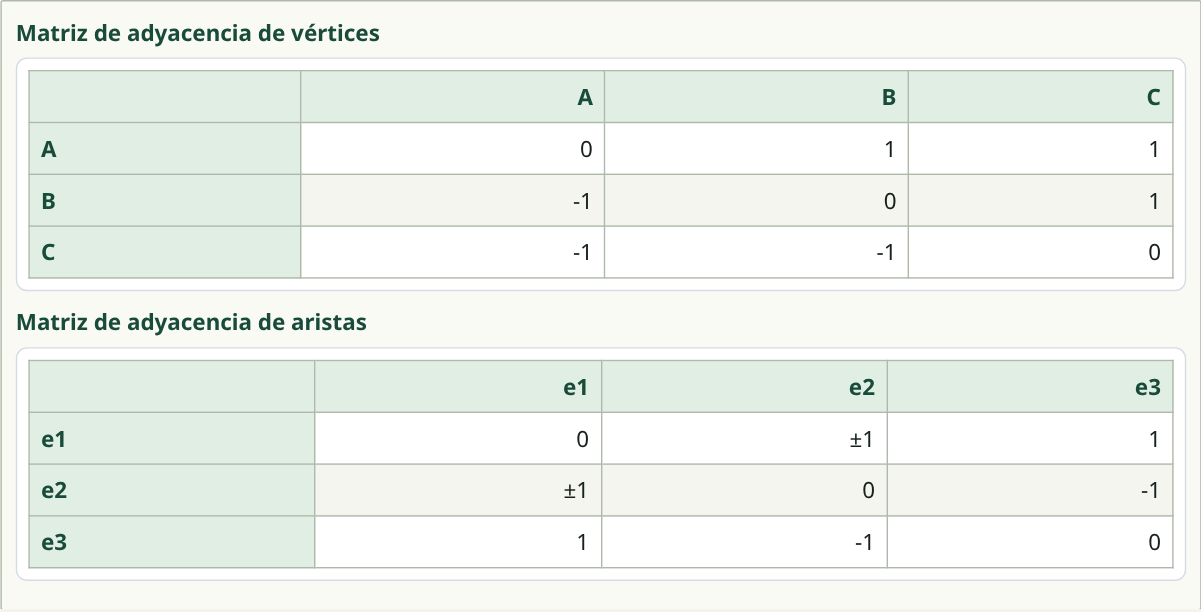 Matriz de adyacencia de vértices
A B C
A 0 1 1
B -1 0 1
C -1 -1 0
Matriz de adyacencia de aristas
e1 e2 e3
e1 0 ±1 1
e2 ±1 0 -1
e3 1 -1 0